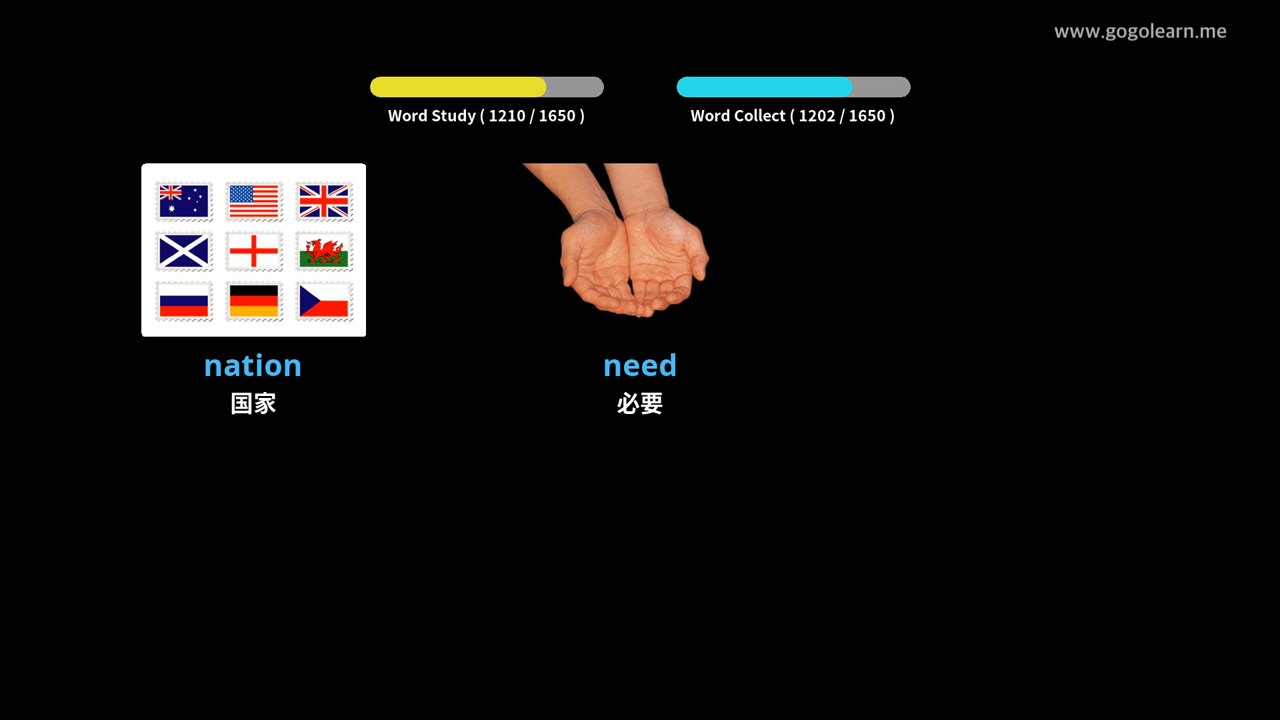 www.gogolearn.me
Word Study ( 1210 / 1650 )
Word Collect ( 1202 / 1650 )
nation
国家
need
必要